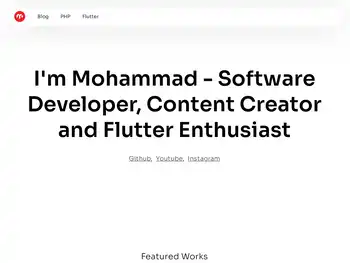 Blog PHP Flutter
I'm Mohammad - Software
Developer, Content Creator
and Flutter Enthusiast
Github, Youtube, Instagram
Featured Works